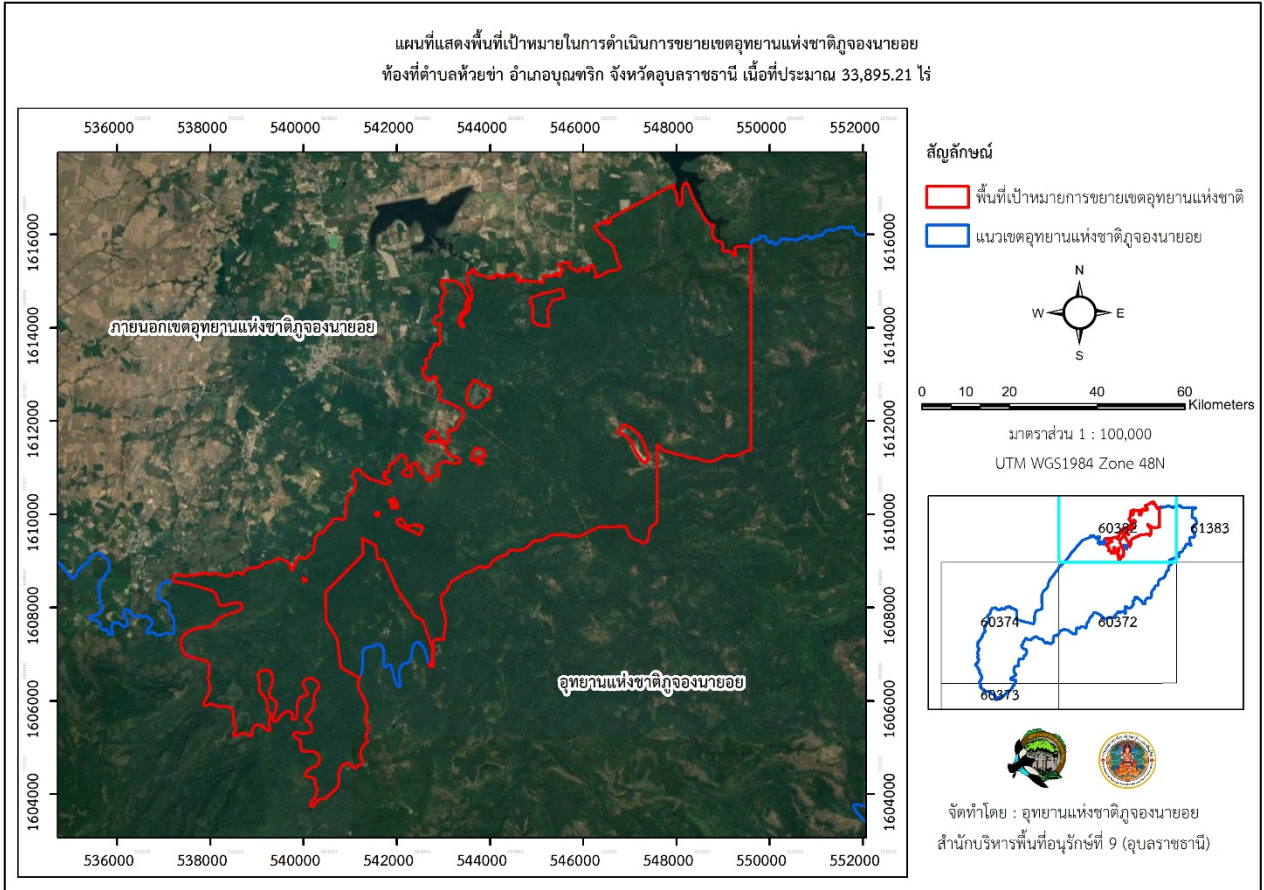 แผนที่แสดงพื้นที่เป้าหมายในการดำเนินการขยายเขตอุทยานแห่งชาติภูจองนายอย
ท้องที่ตำบลห้วยข่า อำเภอบุณฑริก จังหวัดอุบลราชธานี เนื้อที่ประมาณ 33,895.21 ไร่
536000 538000 540000 542000 544000 546000 548000 550000 552000
1616000
1614000
1612000
1610000
1608000
1606000
1604000
ภายนอกเขตอุทยานแห่งชาติภูจองนายอย
อุทยานแห่งชาติภูจองนายอย
1616000
1614000
1612000
1610000
1608000
1606000
1604000
536000 538000 540000 542000 544000 546000 548000 550000 552000
สัญลักษณ์
พื้นที่เป้าหมายการขยายเขตอุทยานแห่งชาติ
แนวเขตอุทยานแห่งชาติภูจองนายอย
N
W E
S
0 10 20 40 60
Kilometers
มาตราส่วน 1 : 100,000
UTM WGS1984 Zone 48N
60382 61383
60374 60372
60373
จัดทำโดย : อุทยานแห่งชาติภูจองนายอย
สำนักบริหารพื้นที่อนุรักษ์ที่ 9 (อุบลราชธานี)